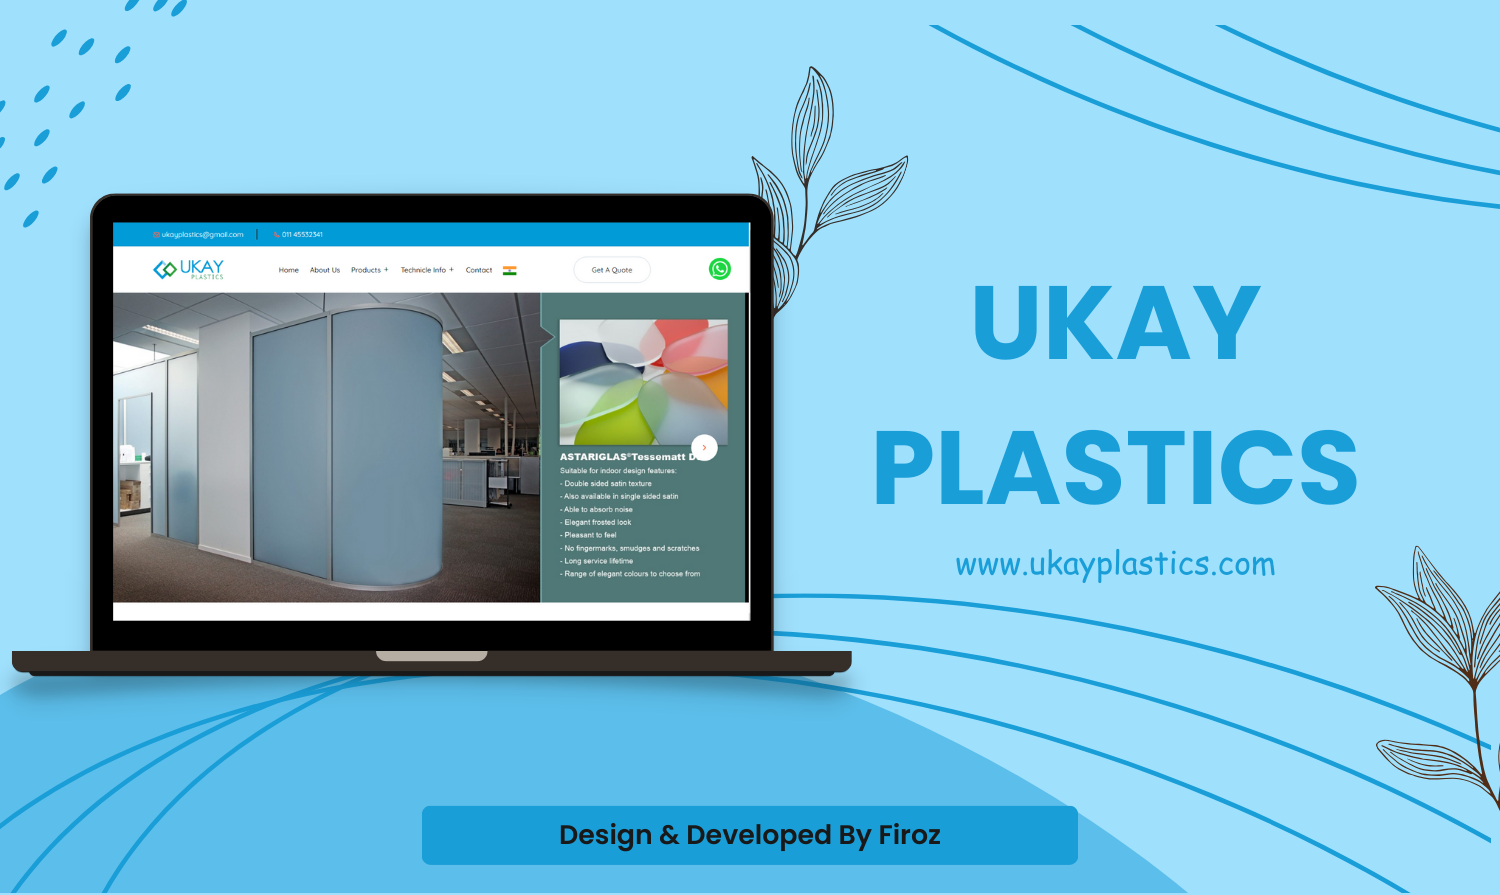 ukayplastics@gmail.com 011 45532341
UKAY
PLASTICS
Home About Us Products + Technicle Info + Contact Get A Quote
ASTARIGLAS®Tessematt
Suitable for indoor design features:
- Double sided satin texture
- Also available in single sided satin
- Able to absorb noise
- Elegant frosted look
- Pleasant to feel
- No fingermarks, smudges and scratches
- Long service lifetime
- Range of elegant colours to choose from
UKAY
PLASTICS
www.ukayplastics.com
Design & Developed By Firoz